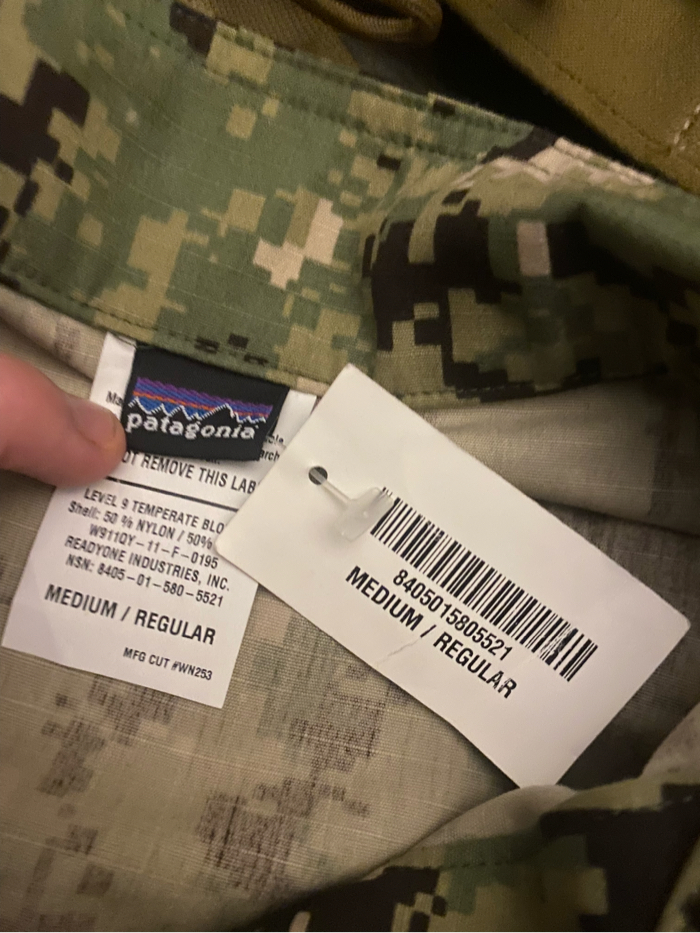 patagonia
OT REMOVE THIS LAB
LEVEL 9 TEMPERATE BLO
Shell: 50 % NYLON / 50%
W911QY-11-F-0195
READYONE INDUSTRIES, INC.
NSN: 8405-01-580-5521
MEDIUM / REGULAR
MFG CUT #WN253
8405015805521
MEDIUM / REGULAR